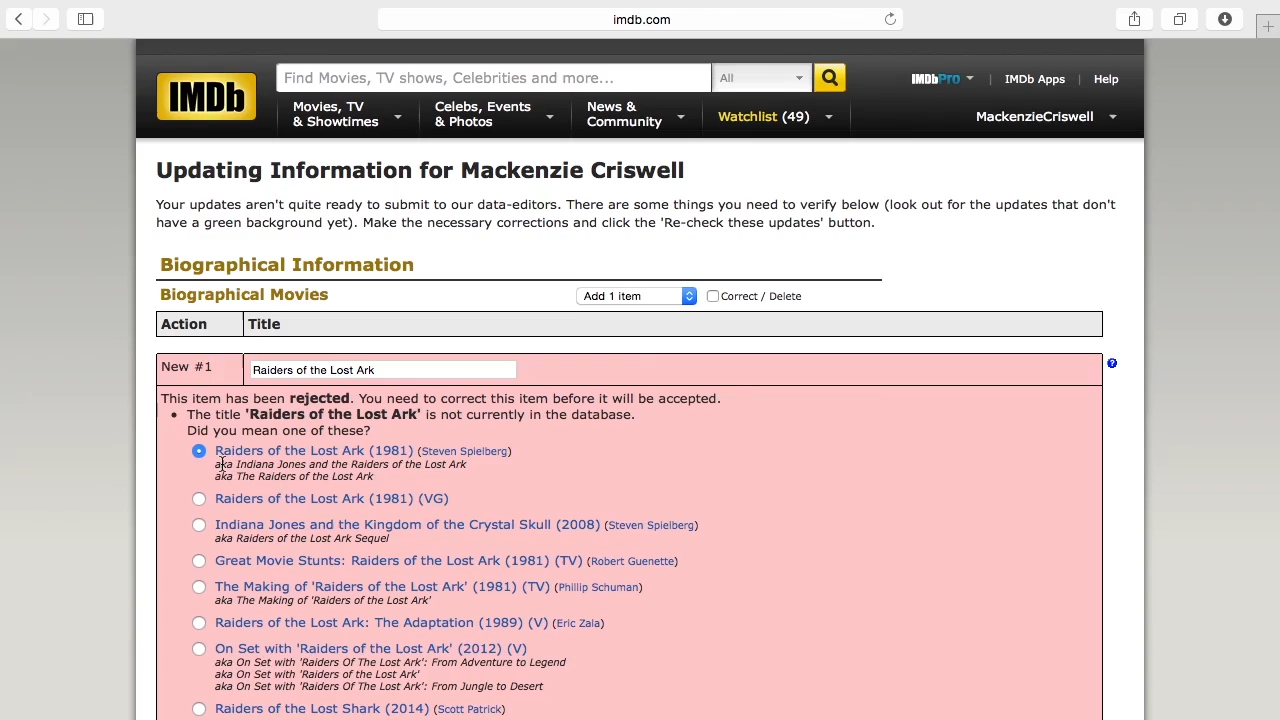 imdb.com
IMDb
Find Movies, TV shows, Celebrities and more...
All
IMDbPro
IMDb Apps
Help
Movies, TV
& Showtimes
Celebs, Events
& Photos
News &
Community
Watchlist (49)
MackenzieCriswell
Updating Information for Mackenzie Criswell
Your updates aren't quite ready to submit to our data-editors. There are some things you need to verify below (look out for the updates that don't
have a green background yet). Make the necessary corrections and click the 'Re-check these updates' button.
Biographical Information
Biographical Movies
Add 1 item
Correct / Delete
Action
Title
New #1
Raiders of the Lost Ark
?
This item has been rejected. You need to correct this item before it will be accepted.
• The title 'Raiders of the Lost Ark' is not currently in the database.
Did you mean one of these?
Raiders of the Lost Ark (1981) (Steven Spielberg)
aka Indiana Jones and the Raiders of the Lost Ark
aka The Raiders of the Lost Ark
Raiders of the Lost Ark (1981) (VG)
Indiana Jones and the Kingdom of the Crystal Skull (2008) (Steven Spielberg)
aka Raiders of the Lost Ark Sequel
Great Movie Stunts: Raiders of the Lost Ark (1981) (TV) (Robert Guenette)
The Making of 'Raiders of the Lost Ark' (1981) (TV) (Phillip Schuman)
aka The Making of 'Raiders of the Lost Ark'
Raiders of the Lost Ark: The Adaptation (1989) (V) (Eric Zala)
On Set with 'Raiders of the Lost Ark' (2012) (V)
aka On Set with 'Raiders Of The Lost Ark': From Adventure to Legend
aka On Set with 'Raiders of the Lost Ark'
aka On Set with 'Raiders Of The Lost Ark': From Jungle to Desert
Raiders of the Lost Shark (2014) (Scott Patrick)